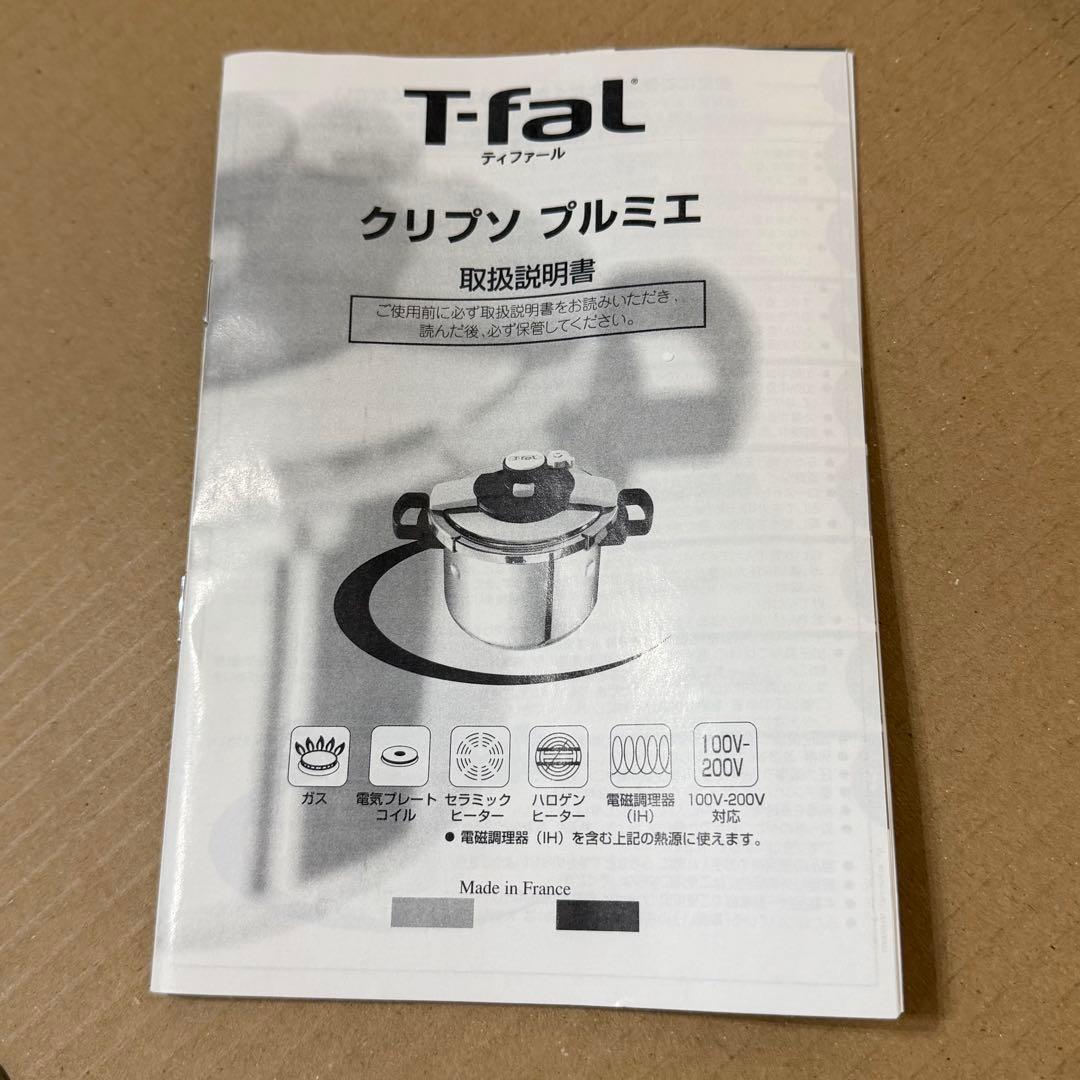 T-fal®
ティファール
クリプソ プルミエ
取扱説明書
ご使用前に必ず取扱説明書をお読みいただき、
読んだ後、必ず保管してください。
T-fal
100V-
200V
ガス
電気プレート
コイル
セラミック
ヒーター
ハロゲン
ヒーター
電磁調理器
(IH)
100V-200V
対応
● 電磁調理器(IH)を含む上記の熱源に使えます。
Made in France